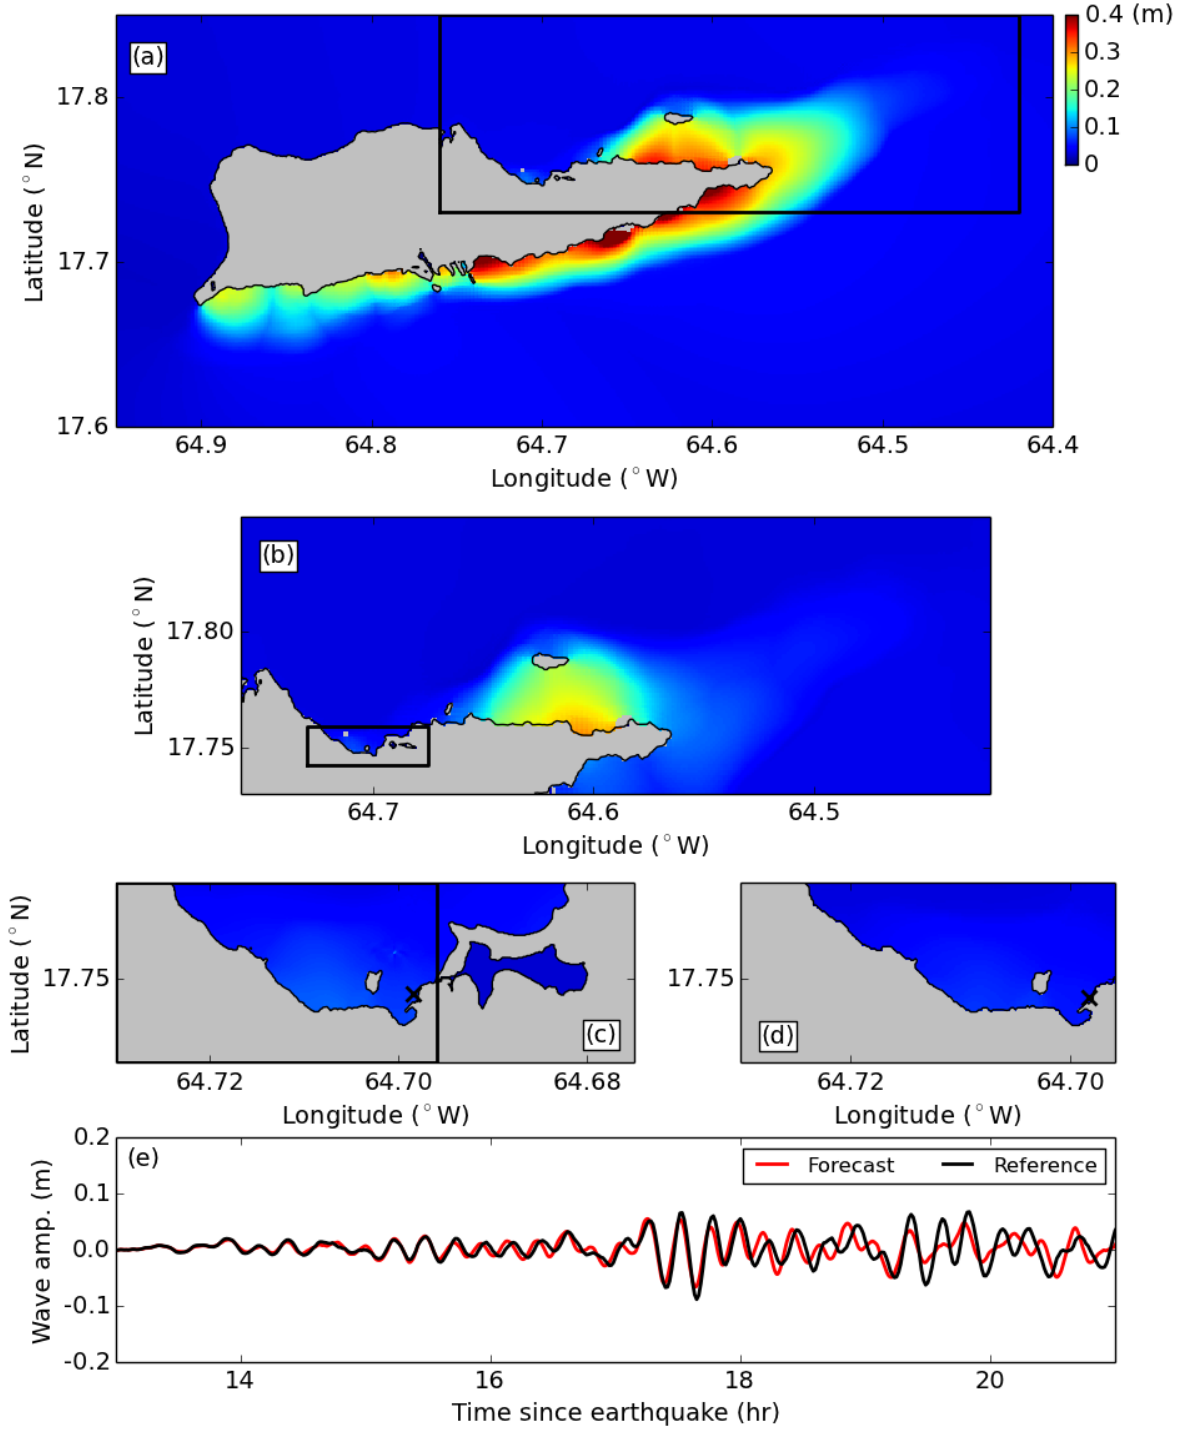 (a)
0.4 (m)
0.3
0.2
0.1
0
17.8
17.7
17.6
Latitude (°N)
64.9 64.8 64.7 64.6 64.5 64.4
Longitude (°W)
(b)
17.80
17.75
Latitude (°N)
64.7 64.6 64.5
Longitude (°W)
Latitude (°N)
17.75
(c)
64.72 64.70 64.68
Longitude (°W)
17.75
(d)
64.72 64.70
Longitude (°W)
(e)
Forecast Reference
0.2
0.1
0.0
-0.1
-0.2
Wave amp. (m)
14 16 18 20
Time since earthquake (hr)